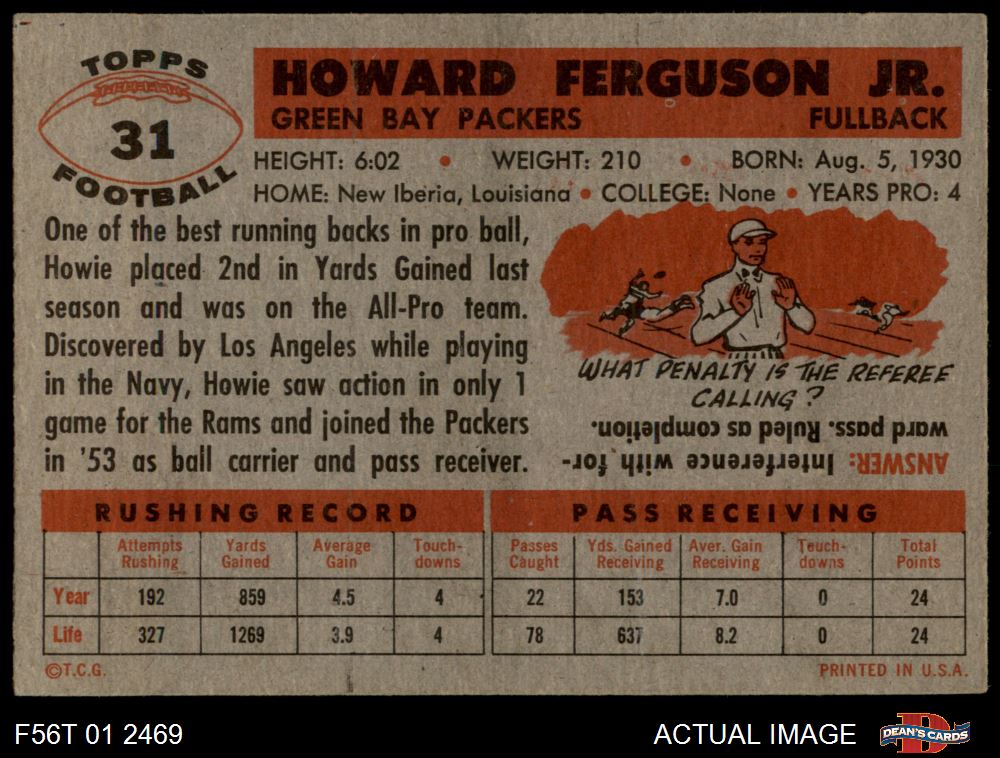 TOPPS
31
FOOTBALL
HOWARD FERGUSON JR.
GREEN BAY PACKERS FULLBACK
HEIGHT: 6:02 • WEIGHT: 210 • BORN: Aug. 5, 1930
HOME: New Iberia, Louisiana • COLLEGE: None • YEARS PRO: 4
One of the best running backs in pro ball,
Howie placed 2nd in Yards Gained last
season and was on the All-Pro team.
Discovered by Los Angeles while playing
in the Navy, Howie saw action in only 1
game for the Rams and joined the Packers
in '53 as ball carrier and pass receiver.
WHAT PENALTY IS THE REFEREE
CALLING?
ANSWER: Interference with for-
ward pass. Ruled as completion.
RUSHING RECORD
Attempts Rushing Yards Gained Average Gain Touch-downs
Year 192 859 4.5 4
Life 327 1269 3.9 4
PASS RECEIVING
Passes Caught Yds. Gained Receiving Aver. Gain Receiving Touch-downs Total Points
22 153 7.0 0 24
78 637 8.2 0 24
©T.C.G. PRINTED IN U.S.A.
F56T 01 2469 ACTUAL IMAGE
D
DEAN'S CARDS